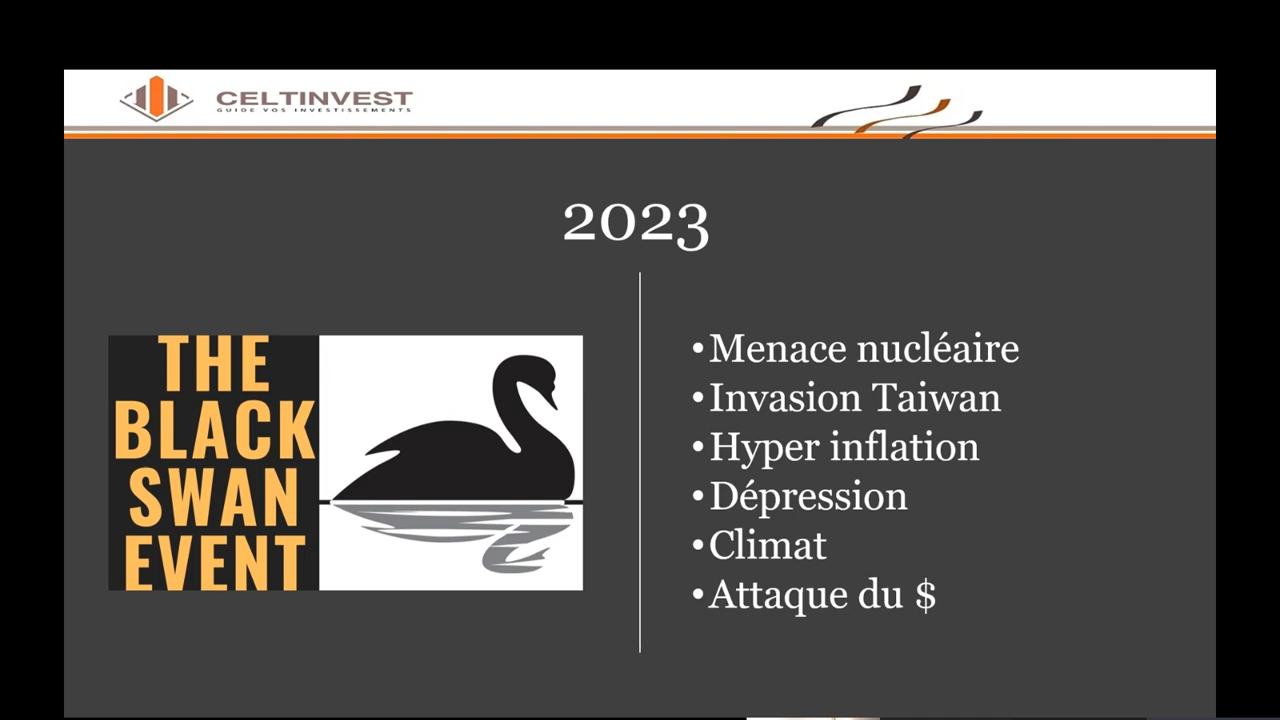 CELTINVEST
GUIDE VOS INVESTISSEMENTS
2023
THE
BLACK
SWAN
EVENT
•Menace nucléaire
•Invasion Taiwan
•Hyper inflation
•Dépression
•Climat
•Attaque du $